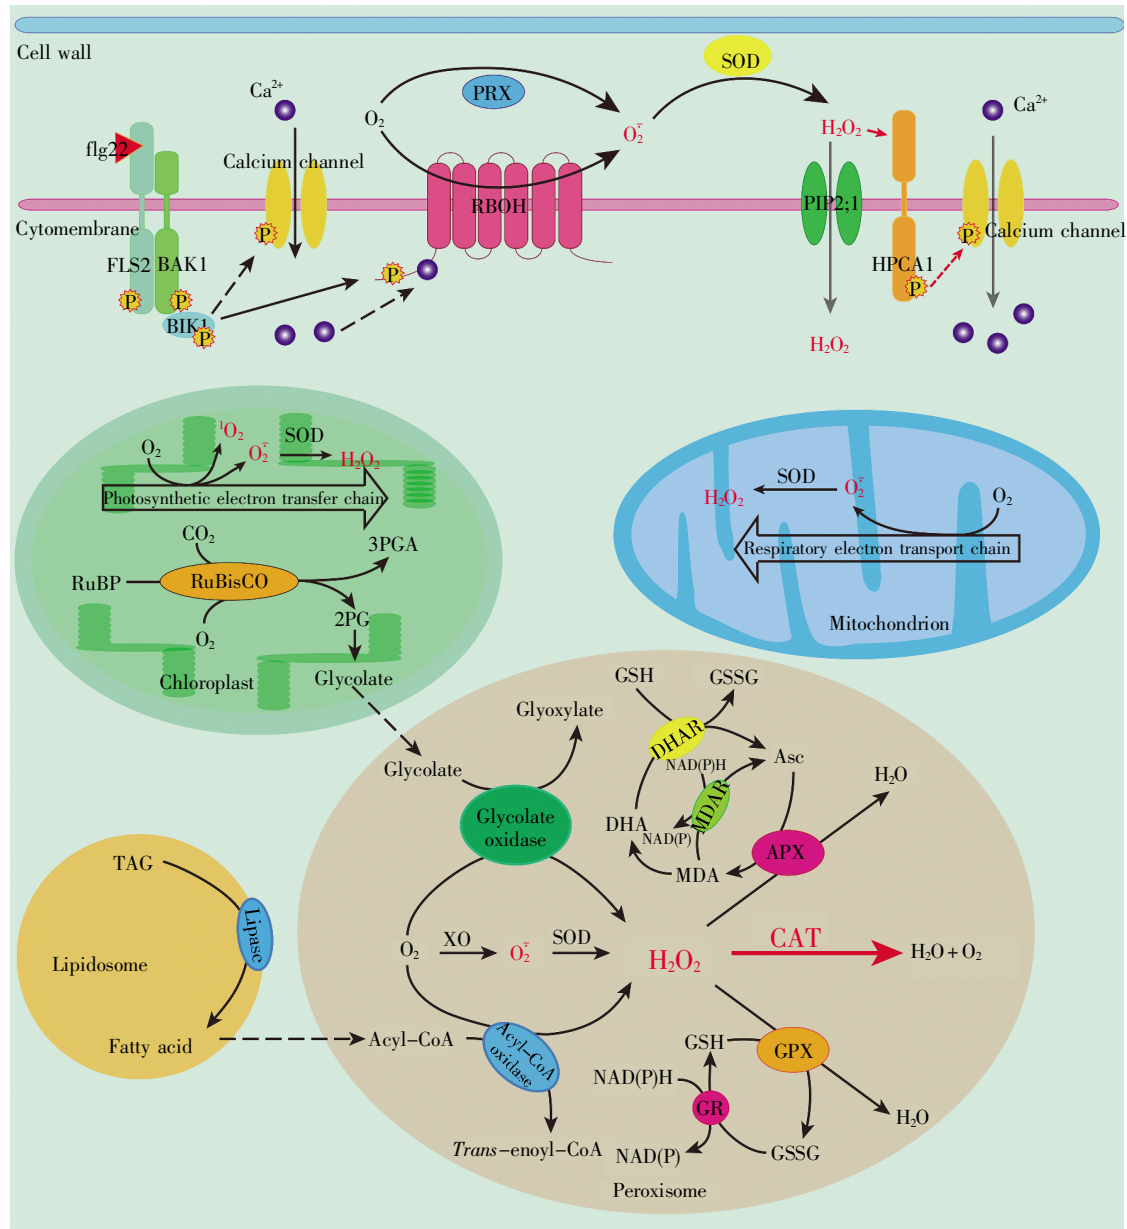 Cell wall
Ca²⁺
flg22
Calcium channel
O₂
PRX
O₂⁻
SOD
H₂O₂
Ca²⁺
RBOH
PIP2;1
Cytomembrane
P
P
Calcium channel
FLS2
BAK1
HPCA1
P
P
P
P
BIK1
P
H₂O₂
O₂
¹O₂
O₂⁻
SOD
H₂O₂
Photosynthetic electron transfer chain
CO₂
3PGA
RuBP
RuBisCO
2PG
O₂
Chloroplast
Glycolate
SOD
H₂O₂
O₂⁻
O₂
Respiratory electron transport chain
Mitochondrion
GSH
GSSG
Glyoxylate
DHAR
Asc
Glycolate
NAD(P)H
H₂O
MDAR
Glycolate
oxidase
DHA
NAD(P)
APX
MDA
TAG
Lipase
Lipidosome
Fatty acid
O₂
XO
O₂⁻
SOD
H₂O₂
CAT
H₂O+O₂
Acyl-CoA
Acyl-CoA
oxidase
GSH
GPX
NAD(P)H
GR
H₂O
Trans-enoyl-CoA
NAD(P)
GSSG
Peroxisome